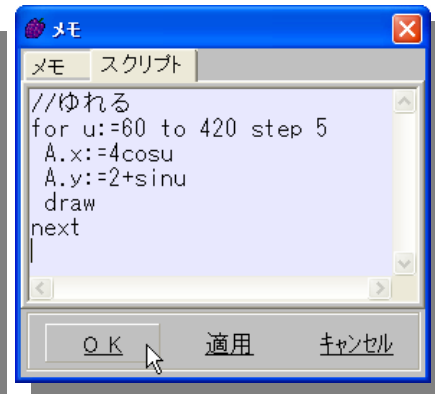 メモ
メモ スクリプト
//ゆれる
for u:=60 to 420 step 5
A.x:=4cosu
A.y:=2+sinu
draw
next
ＯＫ 適用 キャンセル